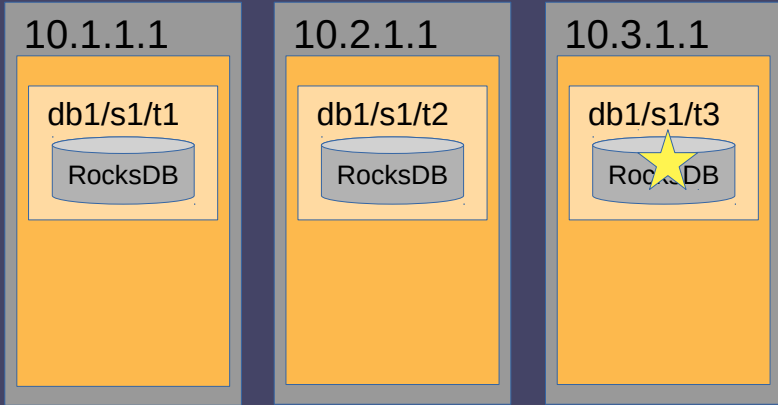 10.1.1.1
db1/s1/t1
RocksDB
10.2.1.1
db1/s1/t2
RocksDB
10.3.1.1
db1/s1/t3
RocksDB